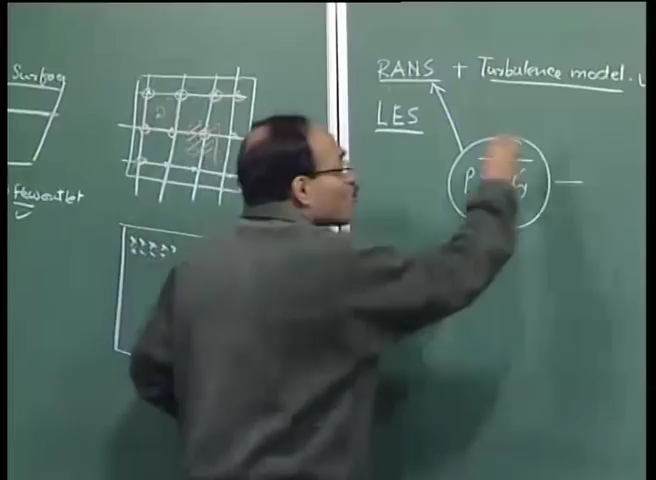 Surface
Flow outlet
P
RANS + Turbulence model.
LES
ρ